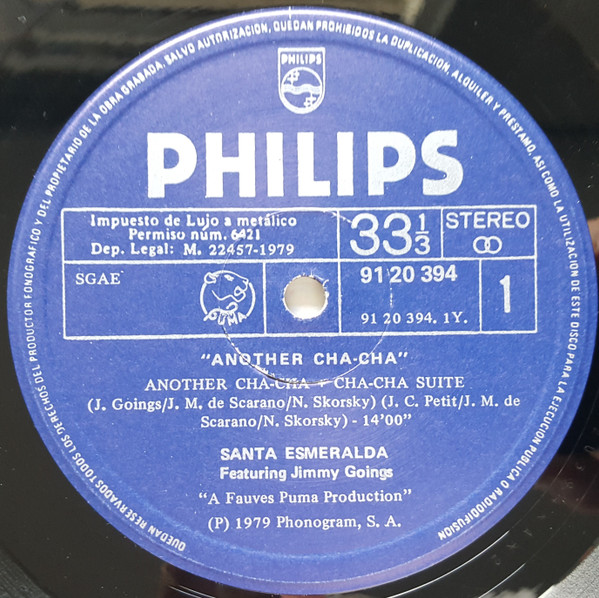 QUEDAN RESERVADOS TODOS LOS DERECHOS DEL PRODUCTOR FONOGRAFICO Y DEL PROPIETARIO DE LA OBRA GRABADA, SALVO AUTORIZACION, QUEDAN PROHIBIDOS LA DUPLICACION, ALQUILER Y PRESTAMO, ASI COMO LA UTILIZACION DE ESTE DISCO PARA LA EJECUCION PUBLICA O RADIODIFUSION
PHILIPS
PHILIPS
Impuesto de Lujo a metálico
Permiso núm. 6421
Dep. Legal: M. 22457-1979
33 1/3
STEREO
SGAE
PUMA
91 20 394
91 20 394. 1Y.
1
"ANOTHER CHA-CHA"
ANOTHER CHA-CHA + CHA-CHA SUITE
(J. Goings/J. M. de Scarano/N. Skorsky) (J. C. Petit/J. M. de
Scarano/N. Skorsky) - 14'00"
SANTA ESMERALDA
Featuring Jimmy Goings
"A Fauves Puma Production"
(P) 1979 Phonogram, S. A.